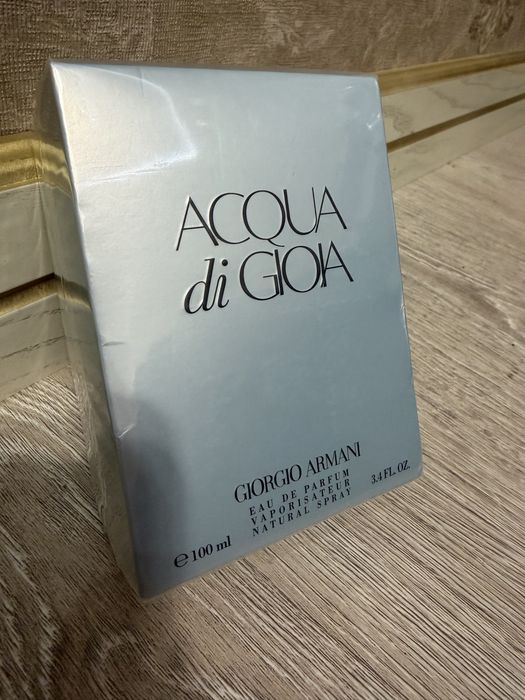 ACQUA
di GIOIA
GIORGIO ARMANI
EAU DE PARFUM
VAPORISATEUR
NATURAL SPRAY
℮100 ml
3.4 FL. OZ.